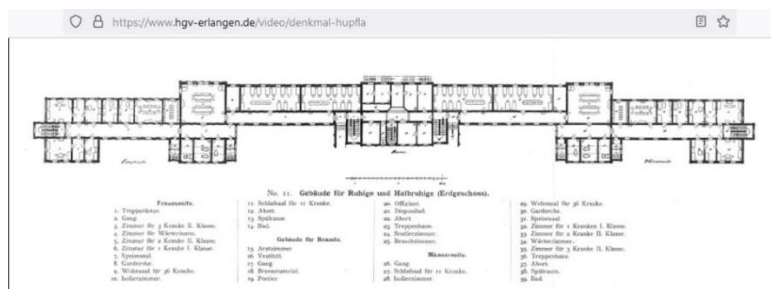 https://www.hgv-erlangen.de/video/denkmal-hupfla
No. 11. Gebäude für Ruhige und Halbruhige (Erdgeschoss).
Frauenseite.
1. Treppenhaus.
2. Gang.
3. Zimmer für 3 Kranke II. Klasse.
4. Zimmer für Wärterinnen.
5. Zimmer für 2 Kranke II. Klasse.
6. Zimmer für 1 Kranke I. Klasse.
7. Speisesaal.
8. Garderobe.
9. Wohnsaal für 36 Kranke.
10. Isolierzimmer.
11. Schlafsaal für 11 Kranke.
12. Abort.
13. Spülraum
14. Bad.
Gebäude für Beamte.
15. Arztzimmer.
16. Vestibül.
17. Gang.
18. Brennmaterial.
19. Portier.
20. Offiziant.
21. Disponibel.
22. Abort.
23. Treppenhaus.
24. Konferenzzimmer.
25. Besuchszimmer.
Männerseite.
26. Gang.
27. Schlafsaal für 11 Kranke.
28. Isolierzimmer.
29. Wohnsaal für 36 Kranke.
30. Garderobe.
31. Speisesaal.
32. Zimmer für 1 Kranken I. Klasse.
33. Zimmer für 2 Kranke II. Klasse.
34. Wärterzimmer.
35. Zimmer für 3 Kranke II. Klasse.
36. Treppenhaus.
37. Abort.
38. Spülraum.
39. Bad.